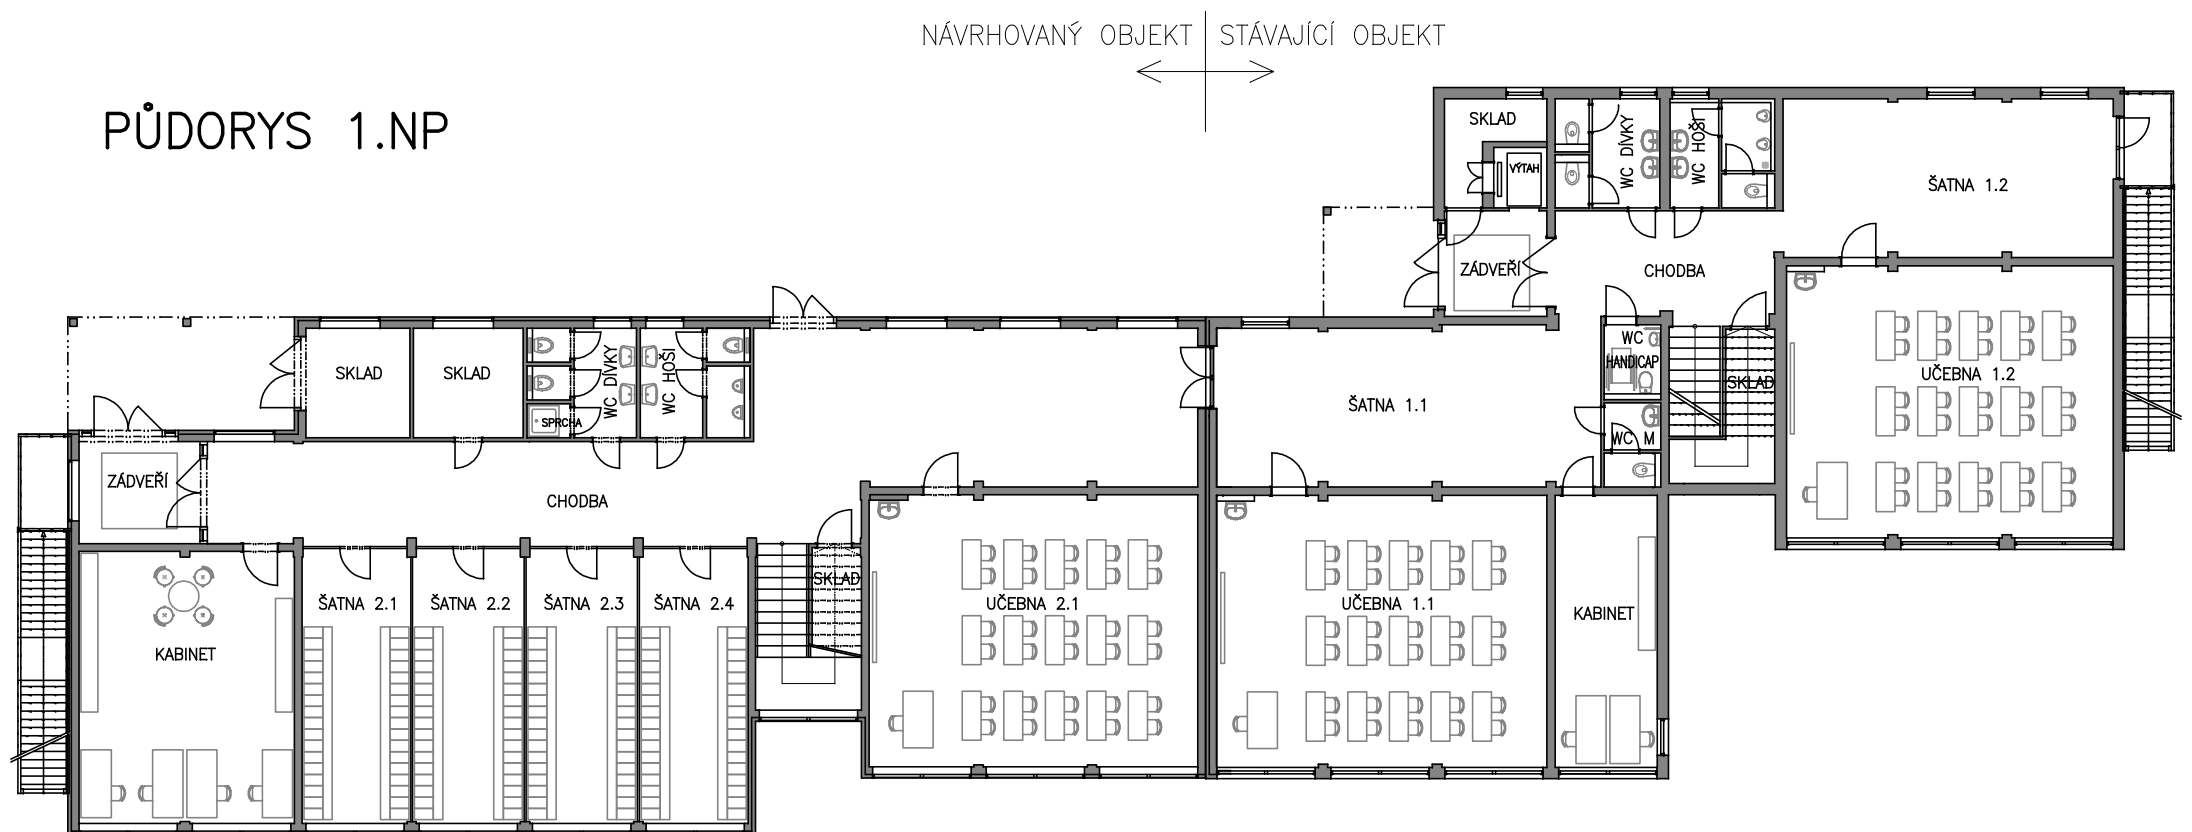 NÁVRHOVANÝ OBJEKT
STÁVAJÍCÍ OBJEKT
PŮDORYS 1.NP
SKLAD
VÝTAH
WC DÍVKY
WC HOŠI
ŠATNA 1.2
ZÁDVEŘÍ
CHODBA
WC
HANDICAP
SKLAD
UČEBNA 1.2
SKLAD
SKLAD
WC DÍVKY
WC HOŠI
SPRCHA
ŠATNA 1.1
WC M
ZÁDVEŘÍ
CHODBA
SKLAD
ŠATNA 2.1
ŠATNA 2.2
ŠATNA 2.3
ŠATNA 2.4
UČEBNA 2.1
UČEBNA 1.1
KABINET
KABINET